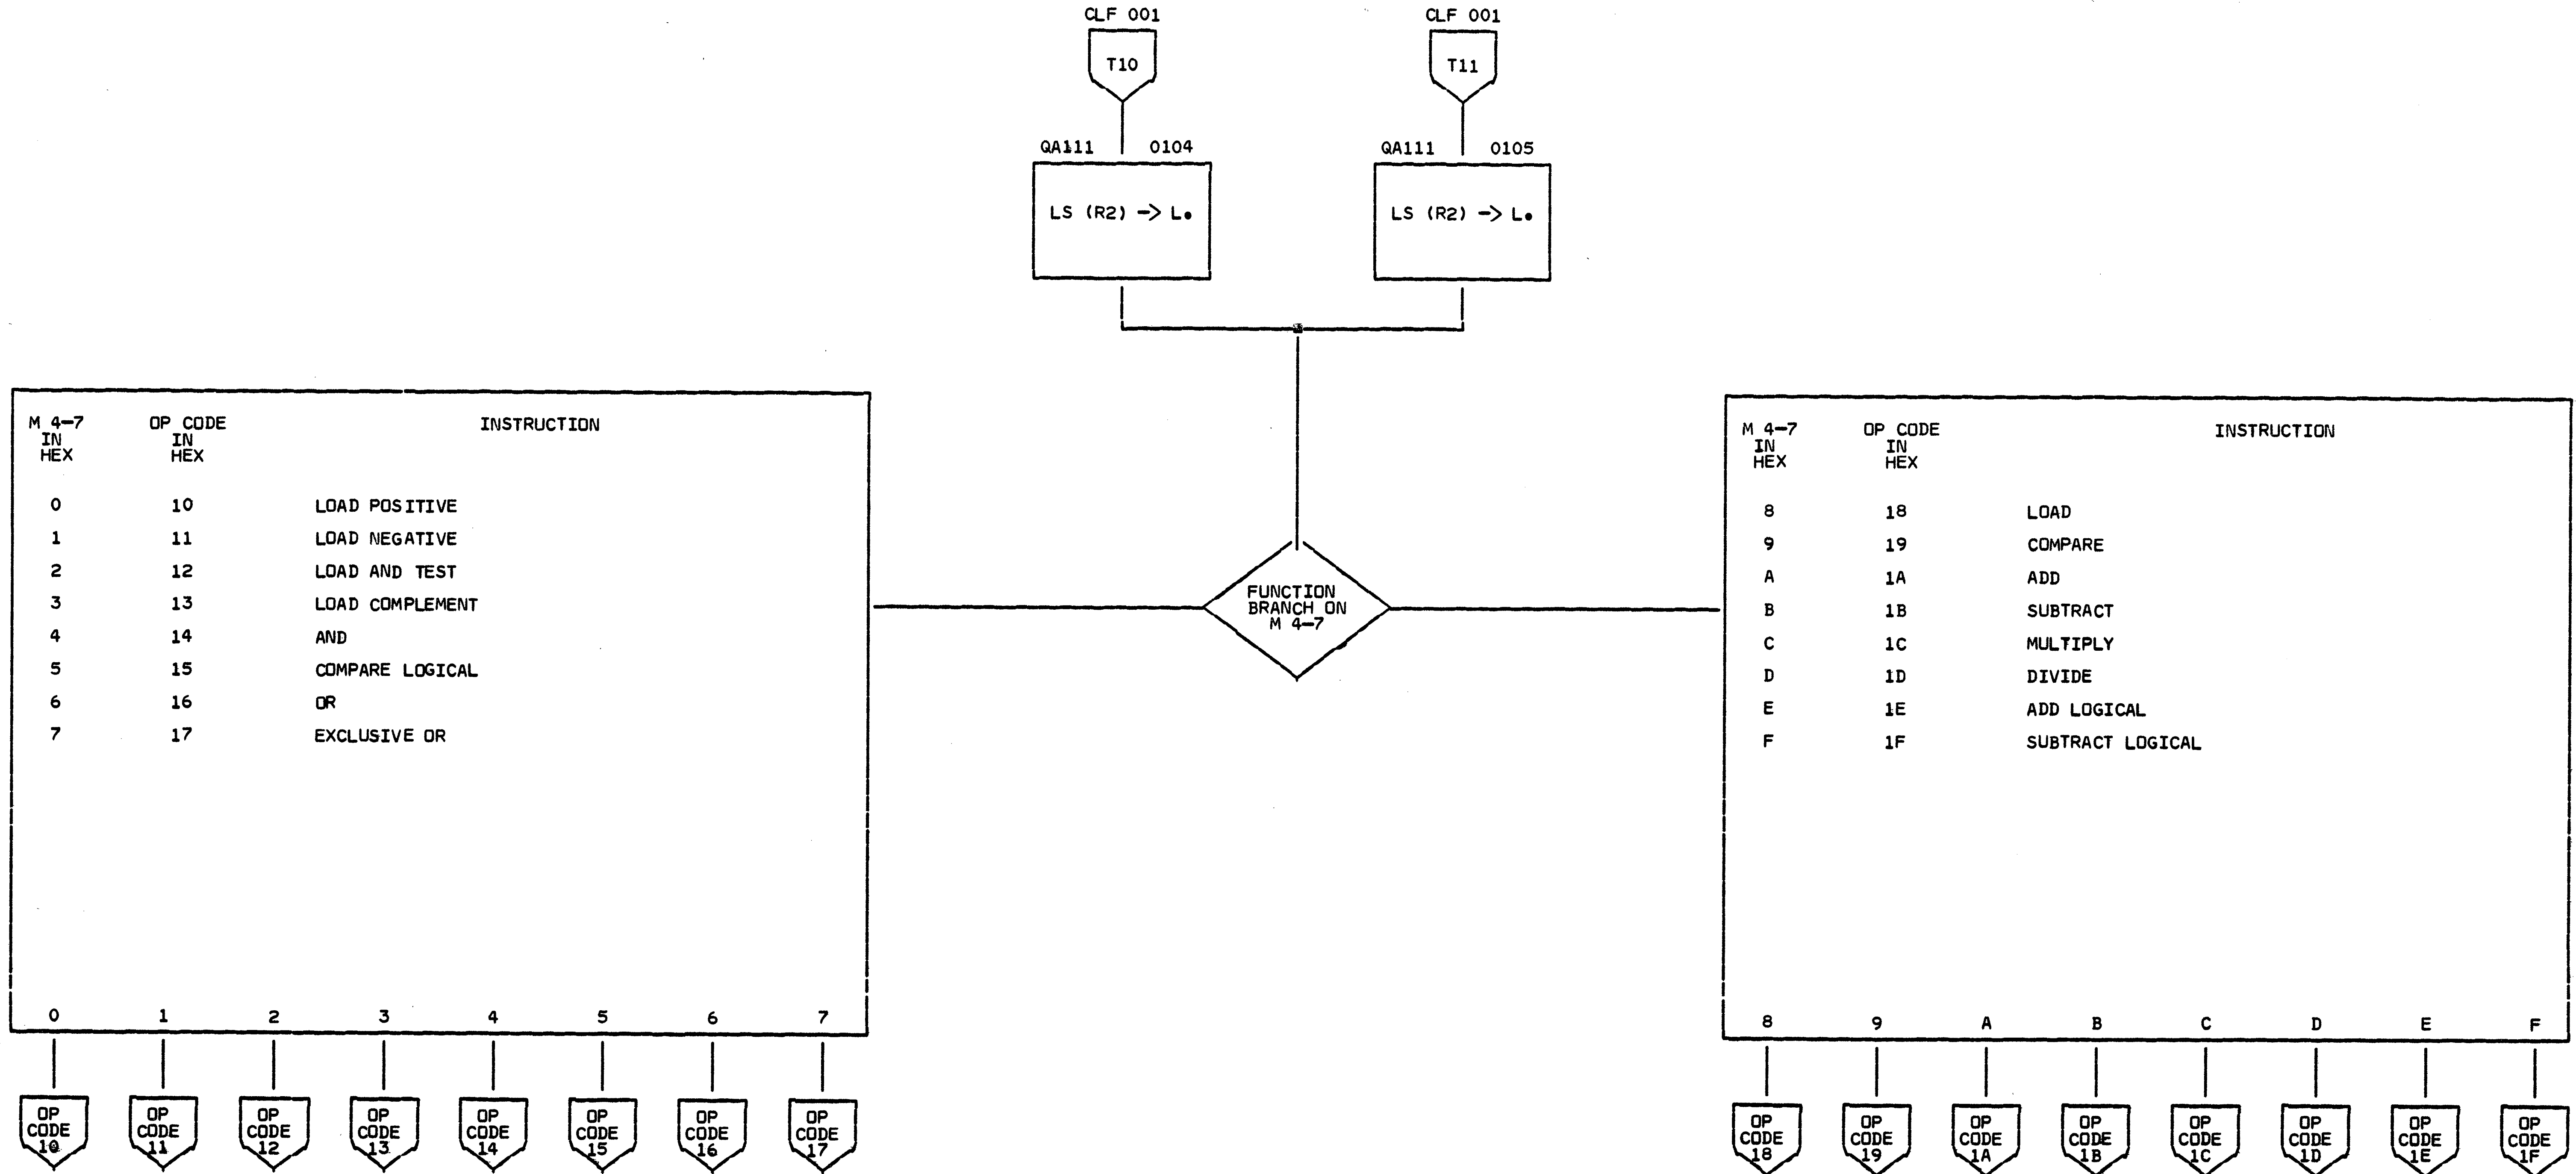 CLF 001
T10
QA111 0104
LS (R2) -> L.
CLF 001
T11
QA111 0105
LS (R2) -> L.
FUNCTION
BRANCH ON
M 4-7
M 4-7 OP CODE INSTRUCTION
IN IN
HEX HEX
0 10 LOAD POSITIVE
1 11 LOAD NEGATIVE
2 12 LOAD AND TEST
3 13 LOAD COMPLEMENT
4 14 AND
5 15 COMPARE LOGICAL
6 16 OR
7 17 EXCLUSIVE OR
0 1 2 3 4 5 6 7
OP
CODE
10
OP
CODE
11
OP
CODE
12
OP
CODE
13
OP
CODE
14
OP
CODE
15
OP
CODE
16
OP
CODE
17
M 4-7 OP CODE INSTRUCTION
IN IN
HEX HEX
8 18 LOAD
9 19 COMPARE
A 1A ADD
B 1B SUBTRACT
C 1C MULTIPLY
D 1D DIVIDE
E 1E ADD LOGICAL
F 1F SUBTRACT LOGICAL
8 9 A B C D E F
OP
CODE
18
OP
CODE
19
OP
CODE
1A
OP
CODE
1B
OP
CODE
1C
OP
CODE
1D
OP
CODE
1E
OP
CODE
1F